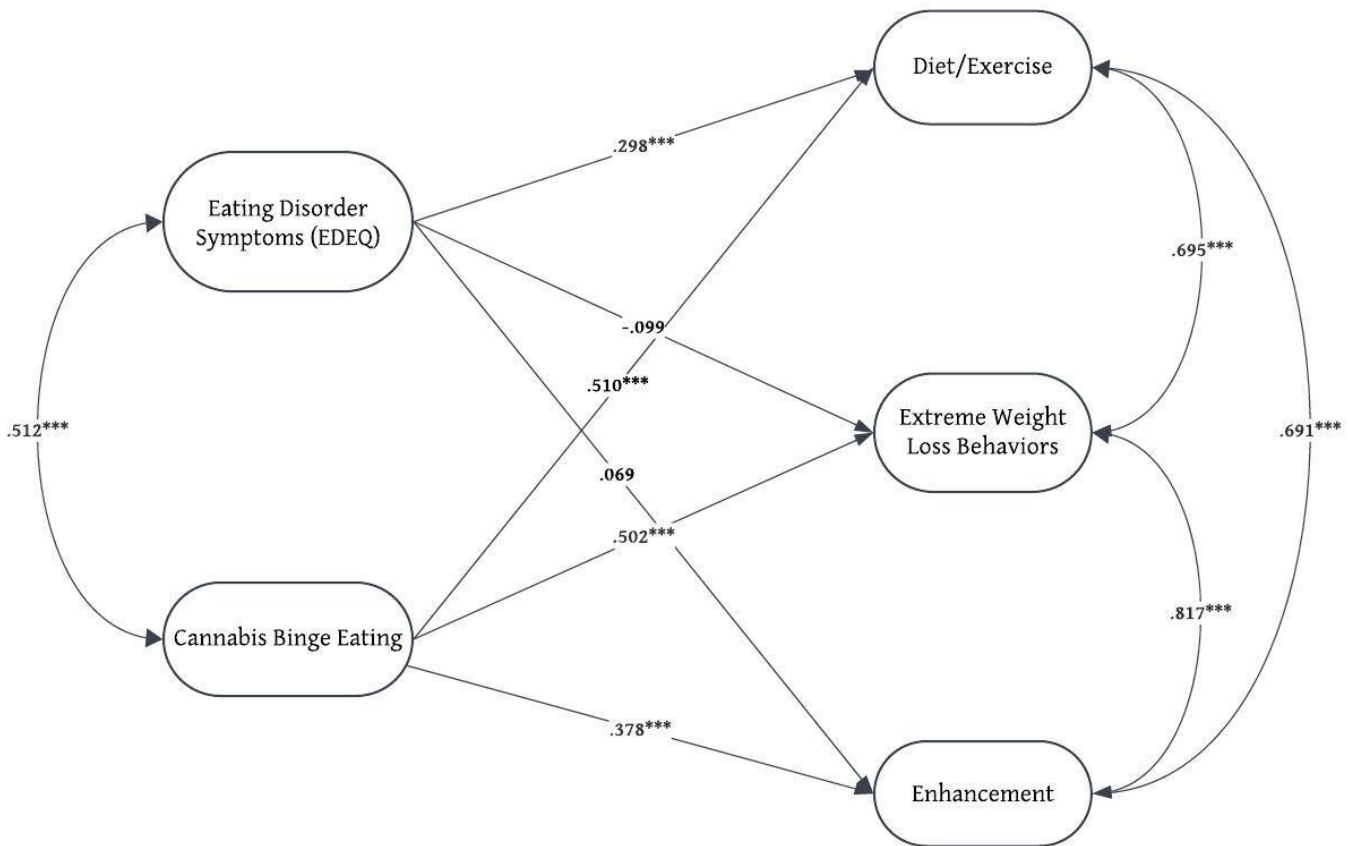 Diet/Exercise
.298***
Eating Disorder
Symptoms (EDEQ)
.695***
-.099
.510***
Extreme Weight
Loss Behaviors
.512***
.691***
.069
.502***
.817***
Cannabis Binge Eating
.378***
Enhancement